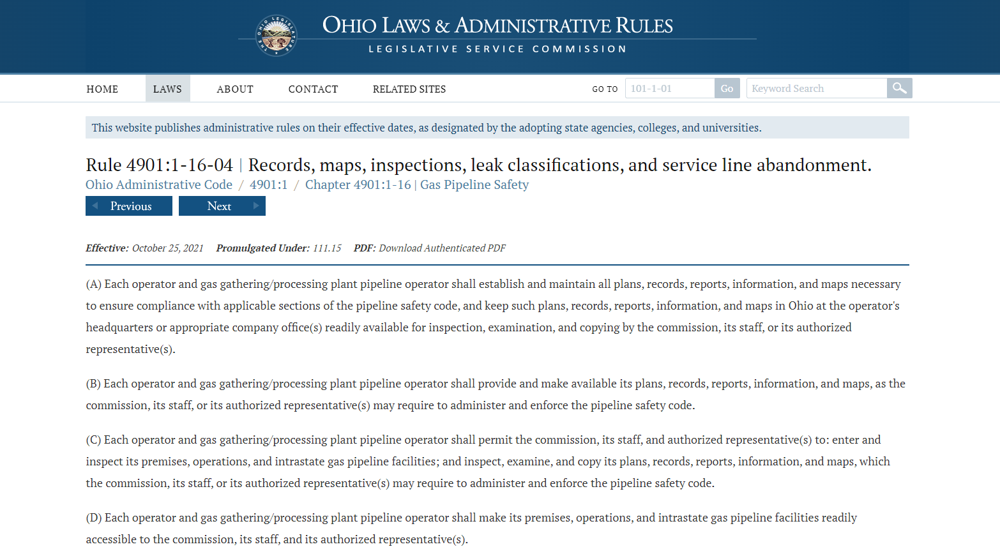 THE OHIO LEGISLATURE
OHIO LAWS & ADMINISTRATIVE RULES
LEGISLATIVE SERVICE COMMISSION
HOME LAWS ABOUT CONTACT RELATED SITES GO TO 101-1-01 Go Keyword Search
This website publishes administrative rules on their effective dates, as designated by the adopting state agencies, colleges, and universities.
Rule 4901:1-16-04 | Records, maps, inspections, leak classifications, and service line abandonment.
Ohio Administrative Code / 4901:1 / Chapter 4901:1-16 | Gas Pipeline Safety
Previous Next
Effective: October 25, 2021 Promulgated Under: 111.15 PDF: Download Authenticated PDF
(A) Each operator and gas gathering/processing plant pipeline operator shall establish and maintain all plans, records, reports, information, and maps necessary
to ensure compliance with applicable sections of the pipeline safety code, and keep such plans, records, reports, information, and maps in Ohio at the operator's
headquarters or appropriate company office(s) readily available for inspection, examination, and copying by the commission, its staff, or its authorized
representative(s).
(B) Each operator and gas gathering/processing plant pipeline operator shall provide and make available its plans, records, reports, information, and maps, as the
commission, its staff, or its authorized representative(s) may require to administer and enforce the pipeline safety code.
(C) Each operator and gas gathering/processing plant pipeline operator shall permit the commission, its staff, and authorized representative(s) to: enter and
inspect its premises, operations, and intrastate gas pipeline facilities; and inspect, examine, and copy its plans, records, reports, information, and maps, which
the commission, its staff, or its authorized representative(s) may require to administer and enforce the pipeline safety code.
(D) Each operator and gas gathering/processing plant pipeline operator shall make its premises, operations, and intrastate gas pipeline facilities readily
accessible to the commission, its staff, and its authorized representative(s).